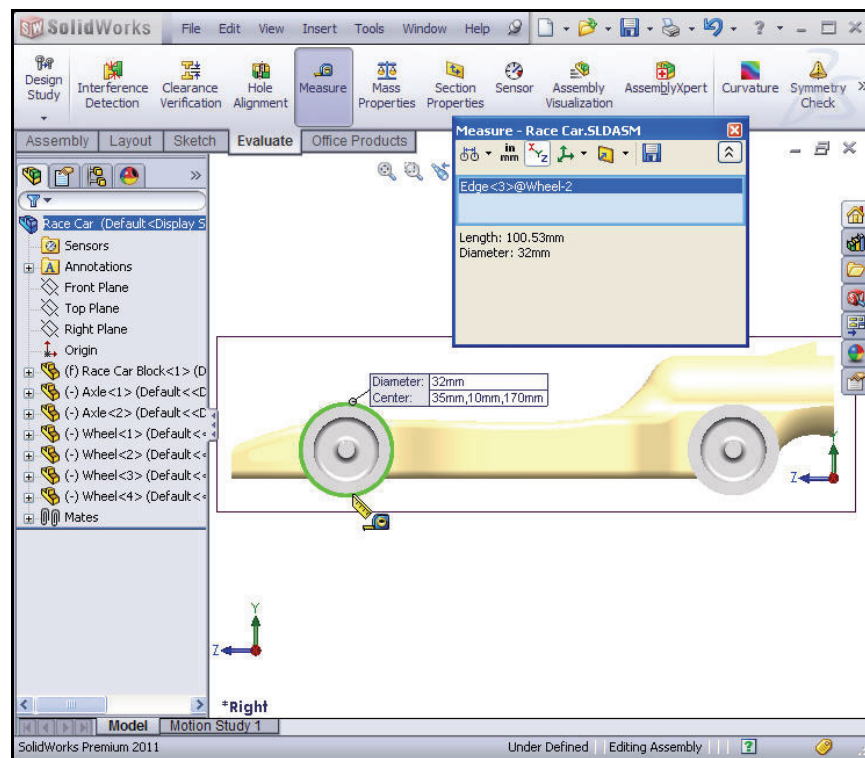 SolidWorks File Edit View Insert Tools Window Help
Design Study
Interference Detection
Clearance Verification
Hole Alignment
Measure
Mass Properties
Section Properties
Sensor
Assembly Visualization
AssemblyXpert
Curvature
Symmetry Check
Assembly Layout Sketch Evaluate Office Products
Measure - Race Car.SLDASM
in mm XYZ
Edge<3>@Wheel-2
Length: 100.53mm
Diameter: 32mm
Race Car (Default<Display S
Sensors
Annotations
Front Plane
Top Plane
Right Plane
Origin
(f) Race Car Block<1> (D
(-) Axle<1> (Default<<D
(-) Axle<2> (Default<<D
(-) Wheel<1> (Default<<
(-) Wheel<2> (Default<<
(-) Wheel<3> (Default<<
(-) Wheel<4> (Default<<
Mates
Diameter: 32mm
Center: 35mm,10mm,170mm
Y
Z
Y
Z
*Right
Model Motion Study 1
SolidWorks Premium 2011 Under Defined Editing Assembly